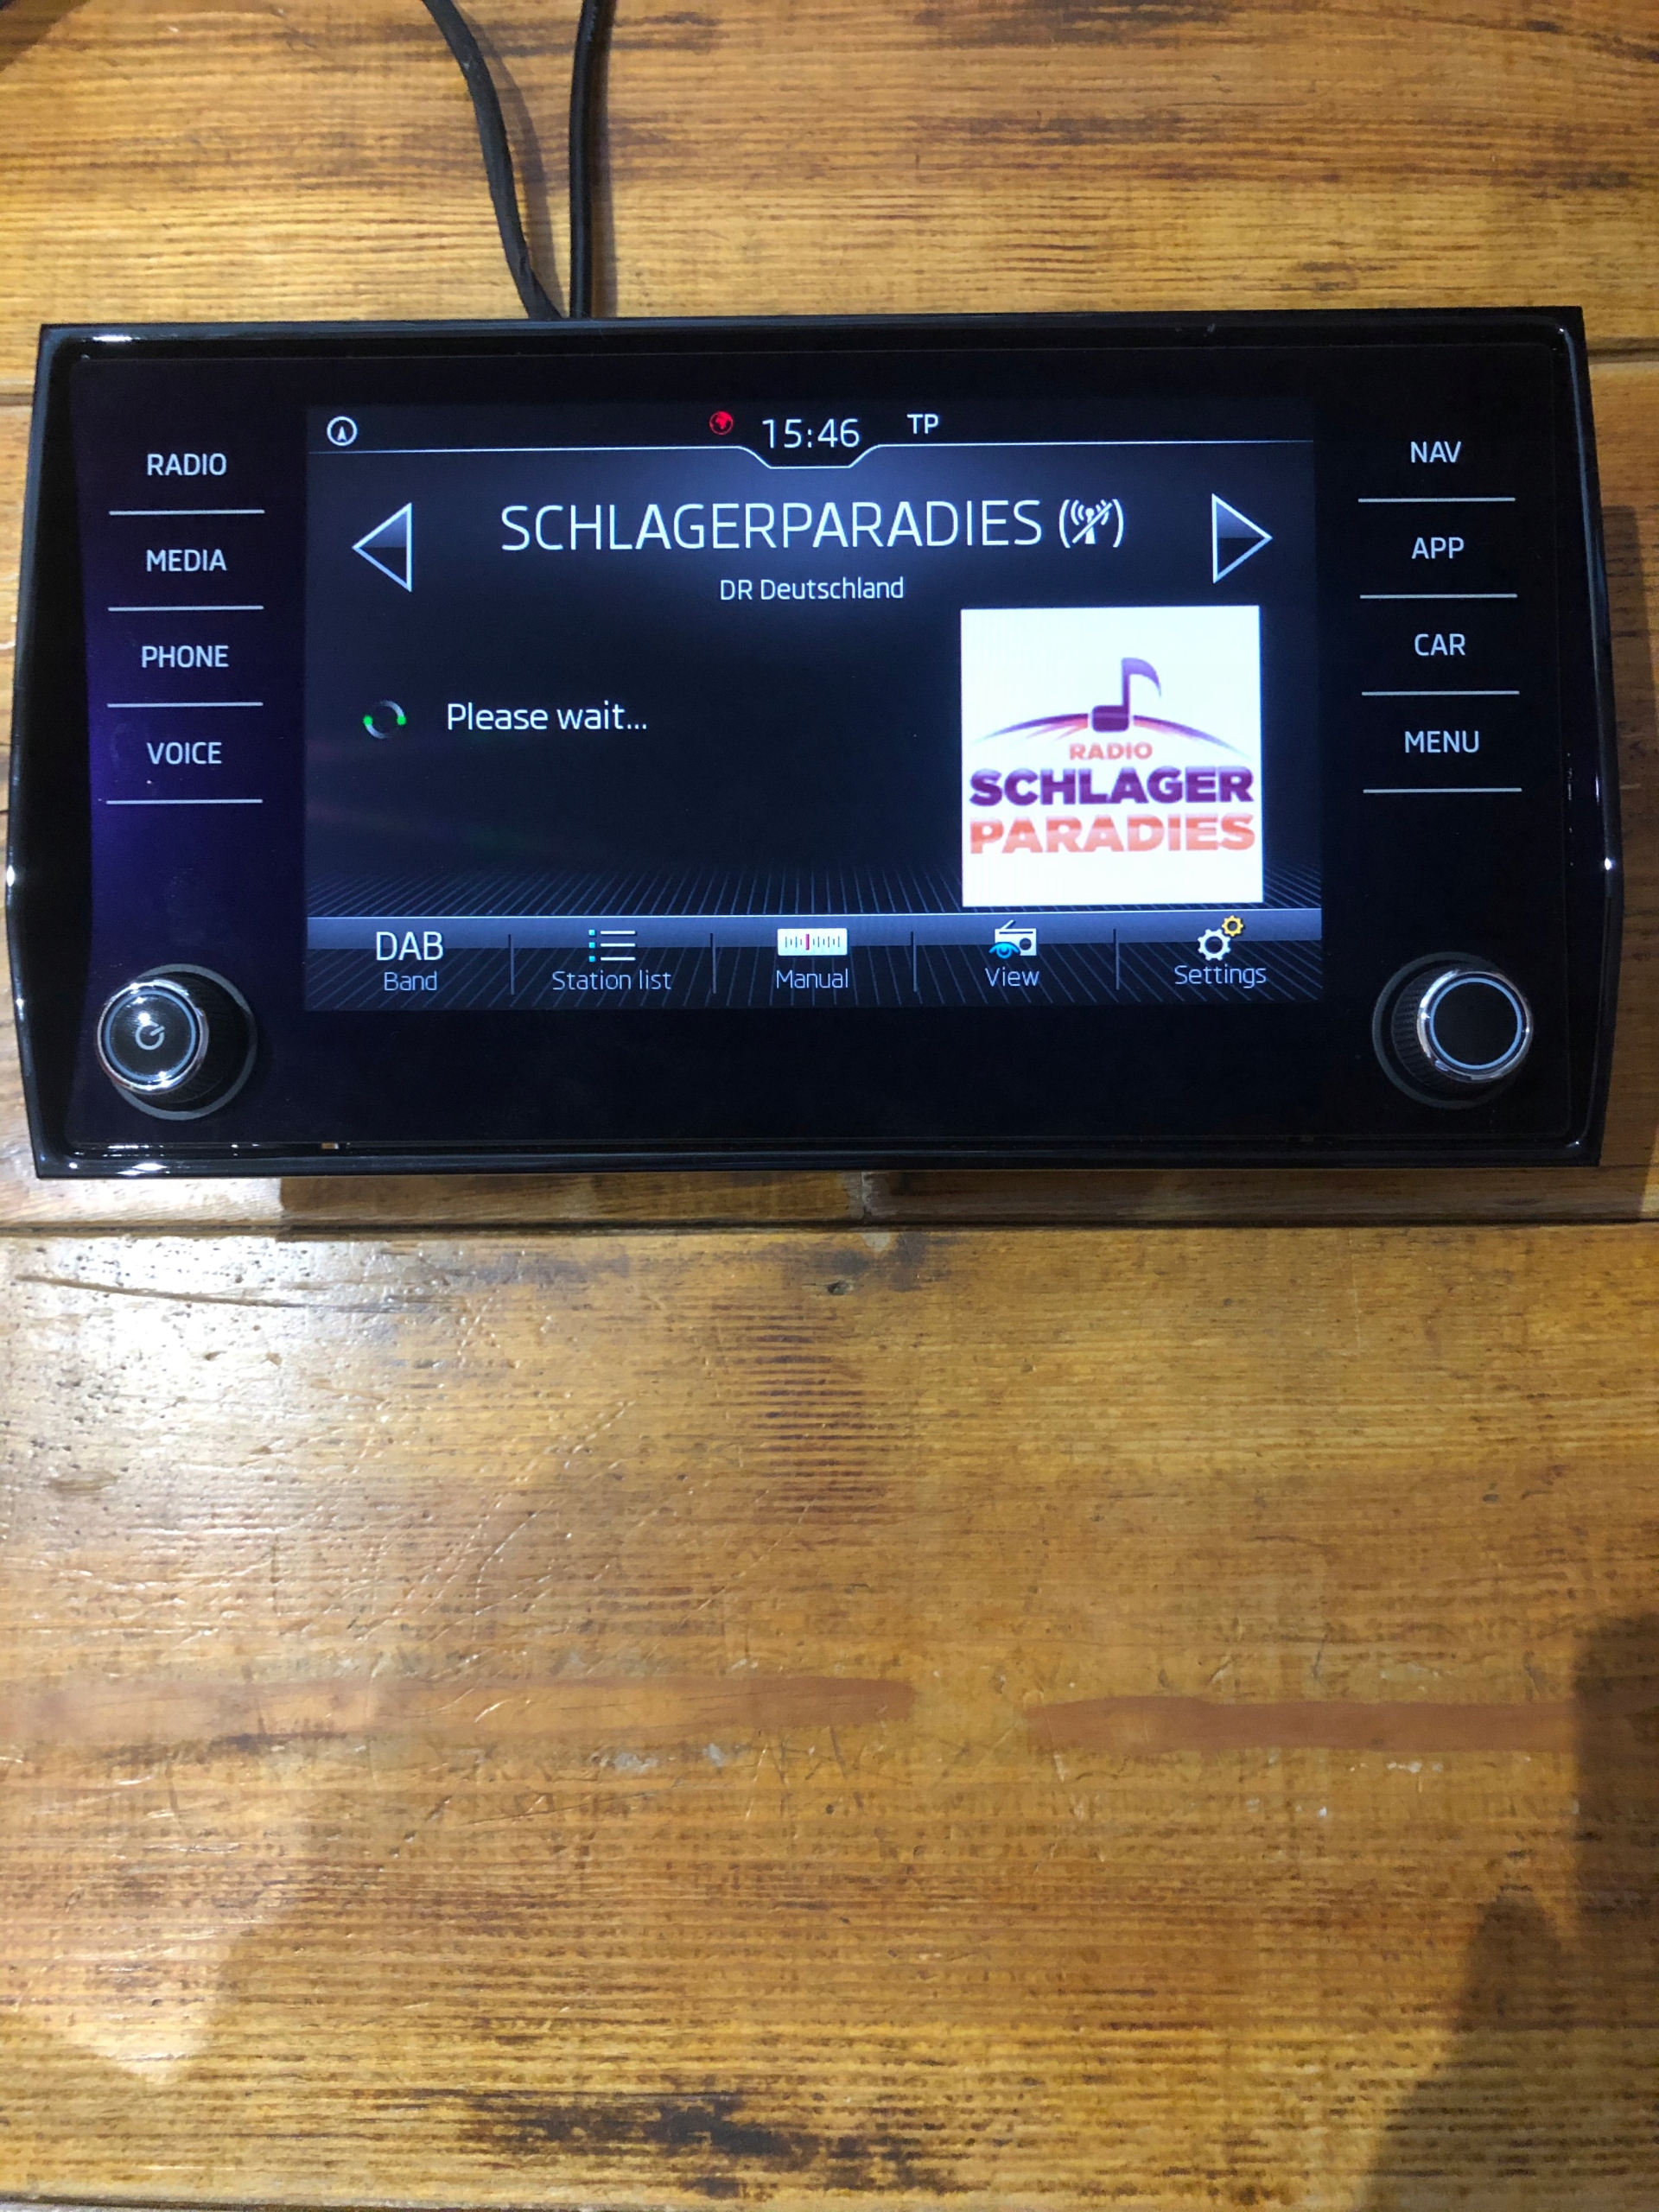 15:46
TP
RADIO
MEDIA
PHONE
VOICE
SCHLAGERPARADIES
DR Deutschland
Please wait...
RADIO
SCHLAGER
PARADIES
DAB
Band
Station list
Manual
View
Settings
NAV
APP
CAR
MENU